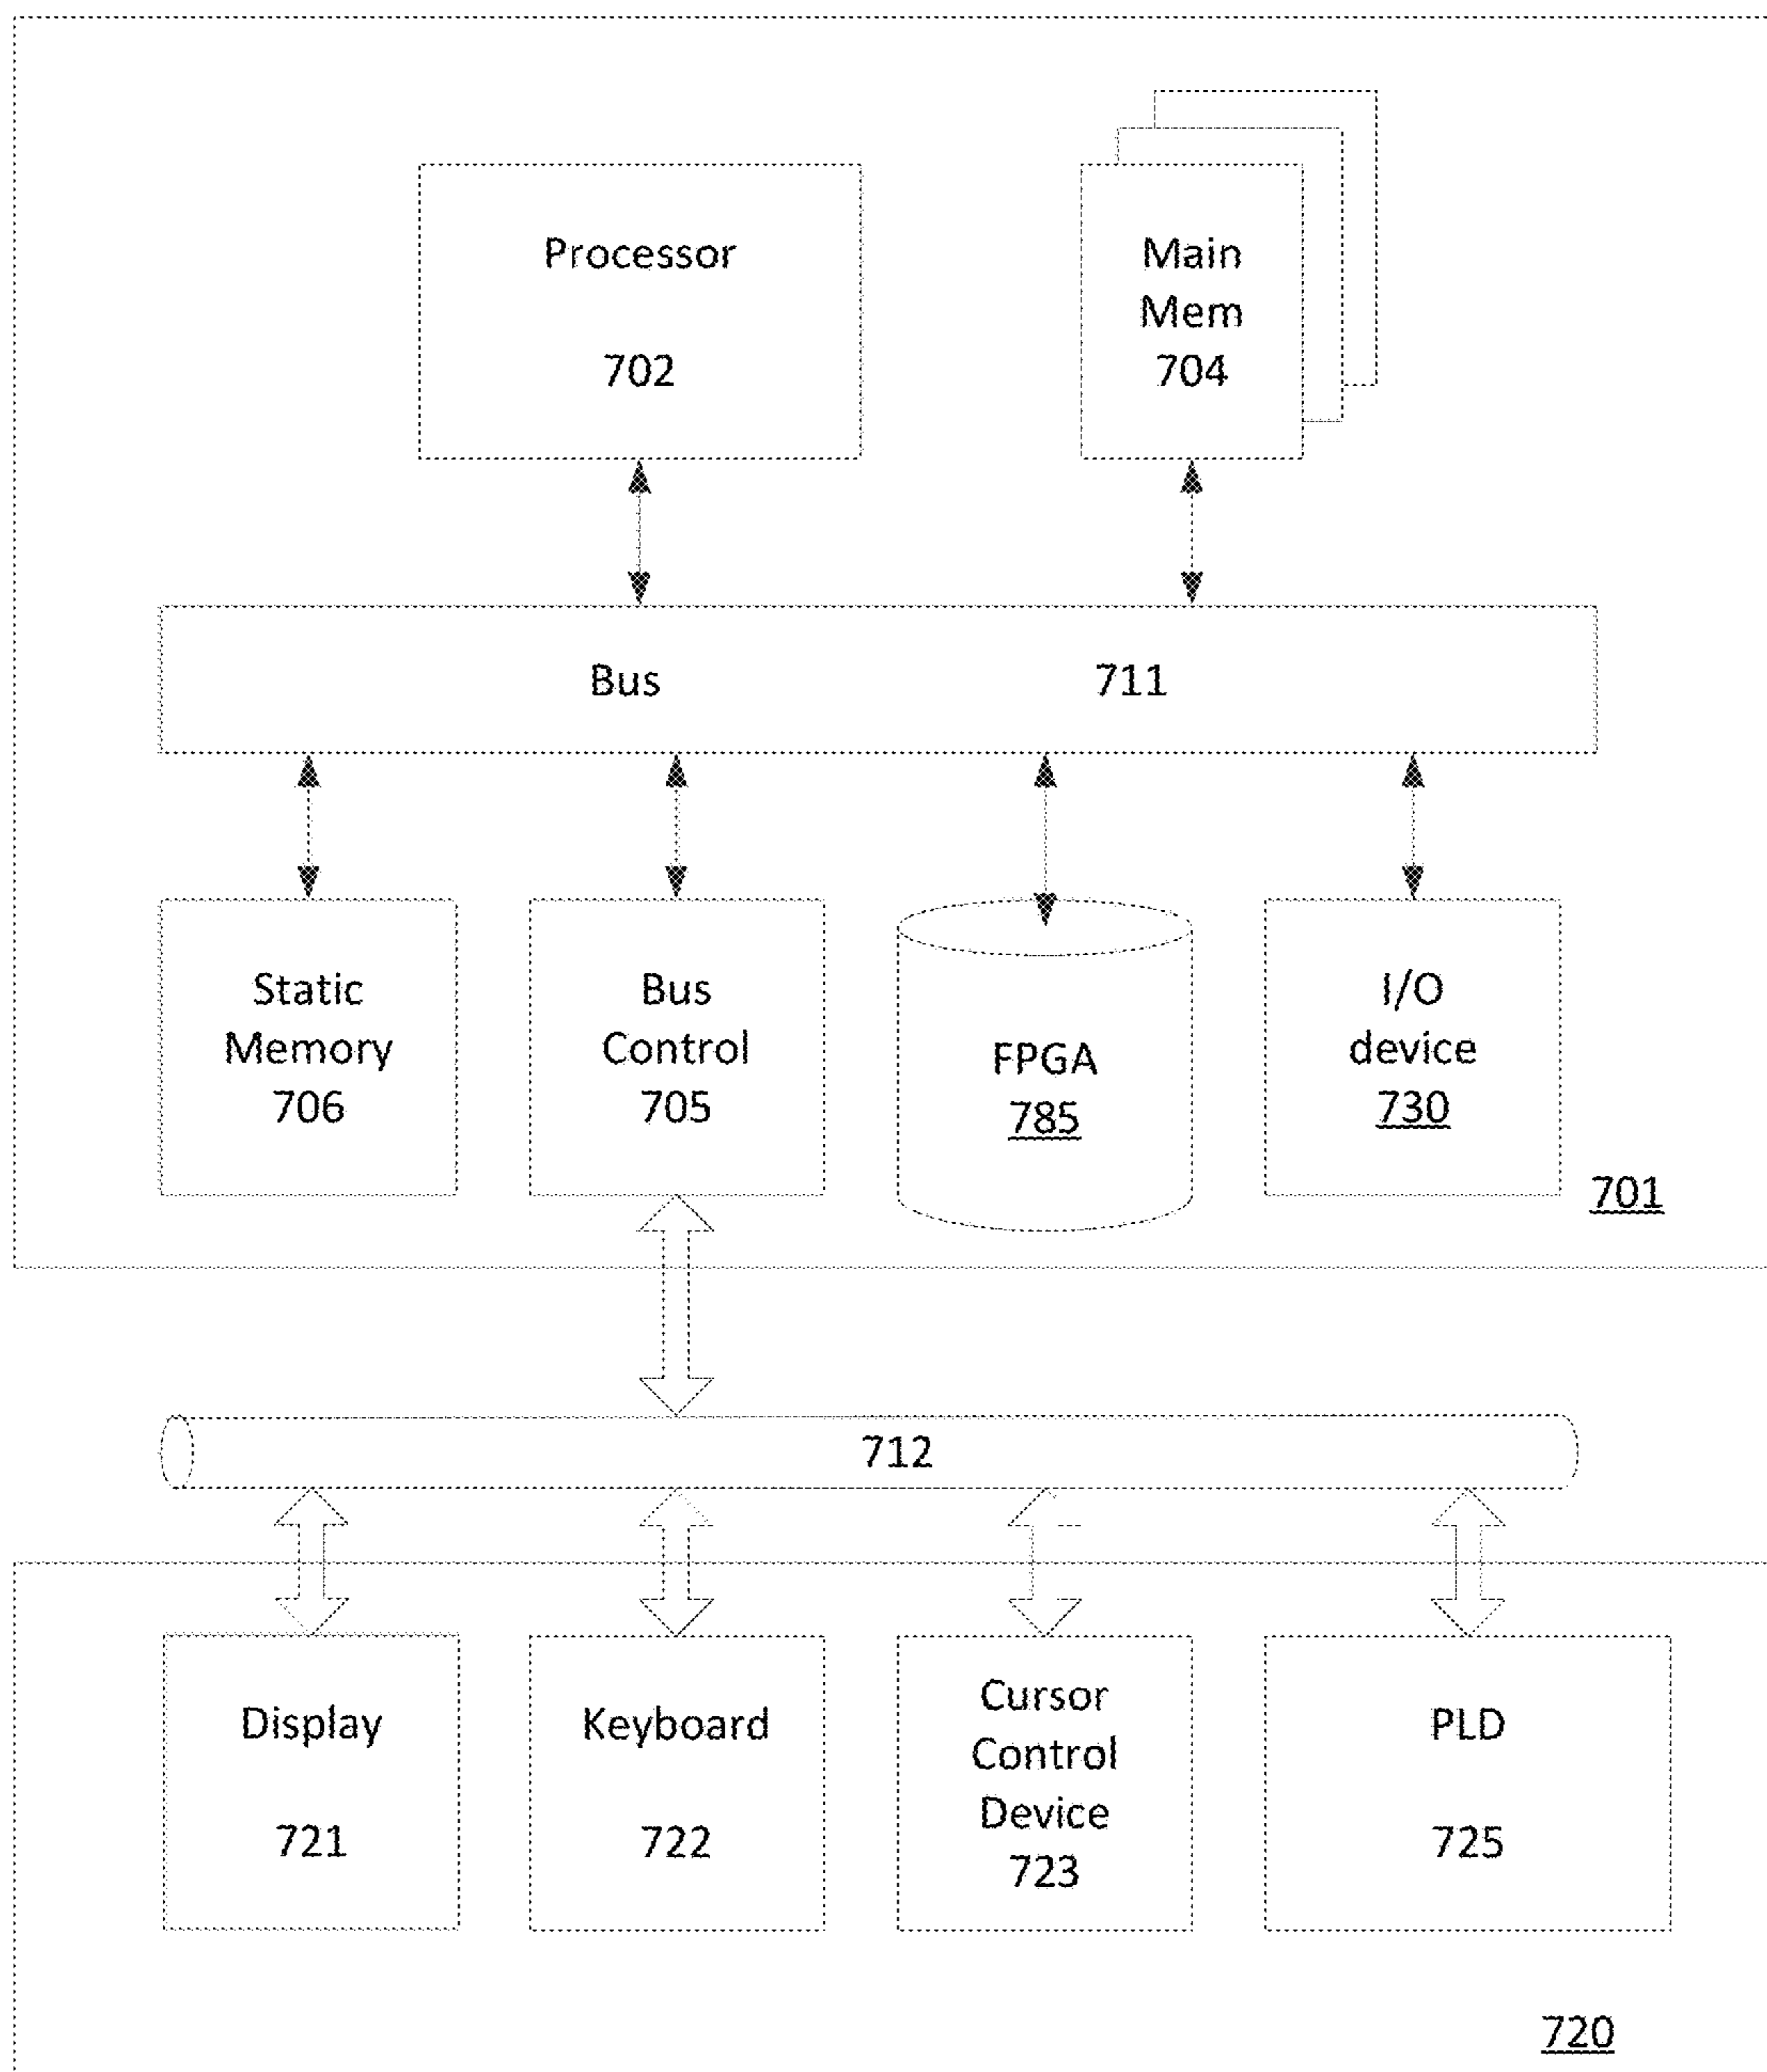 Processor
702
Main
Mem
704
Bus 711
Static
Memory
706
Bus
Control
705
FPGA
785
I/O
device
730
701
712
Display
721
Keyboard
722
Cursor
Control
Device
723
PLD
725
720